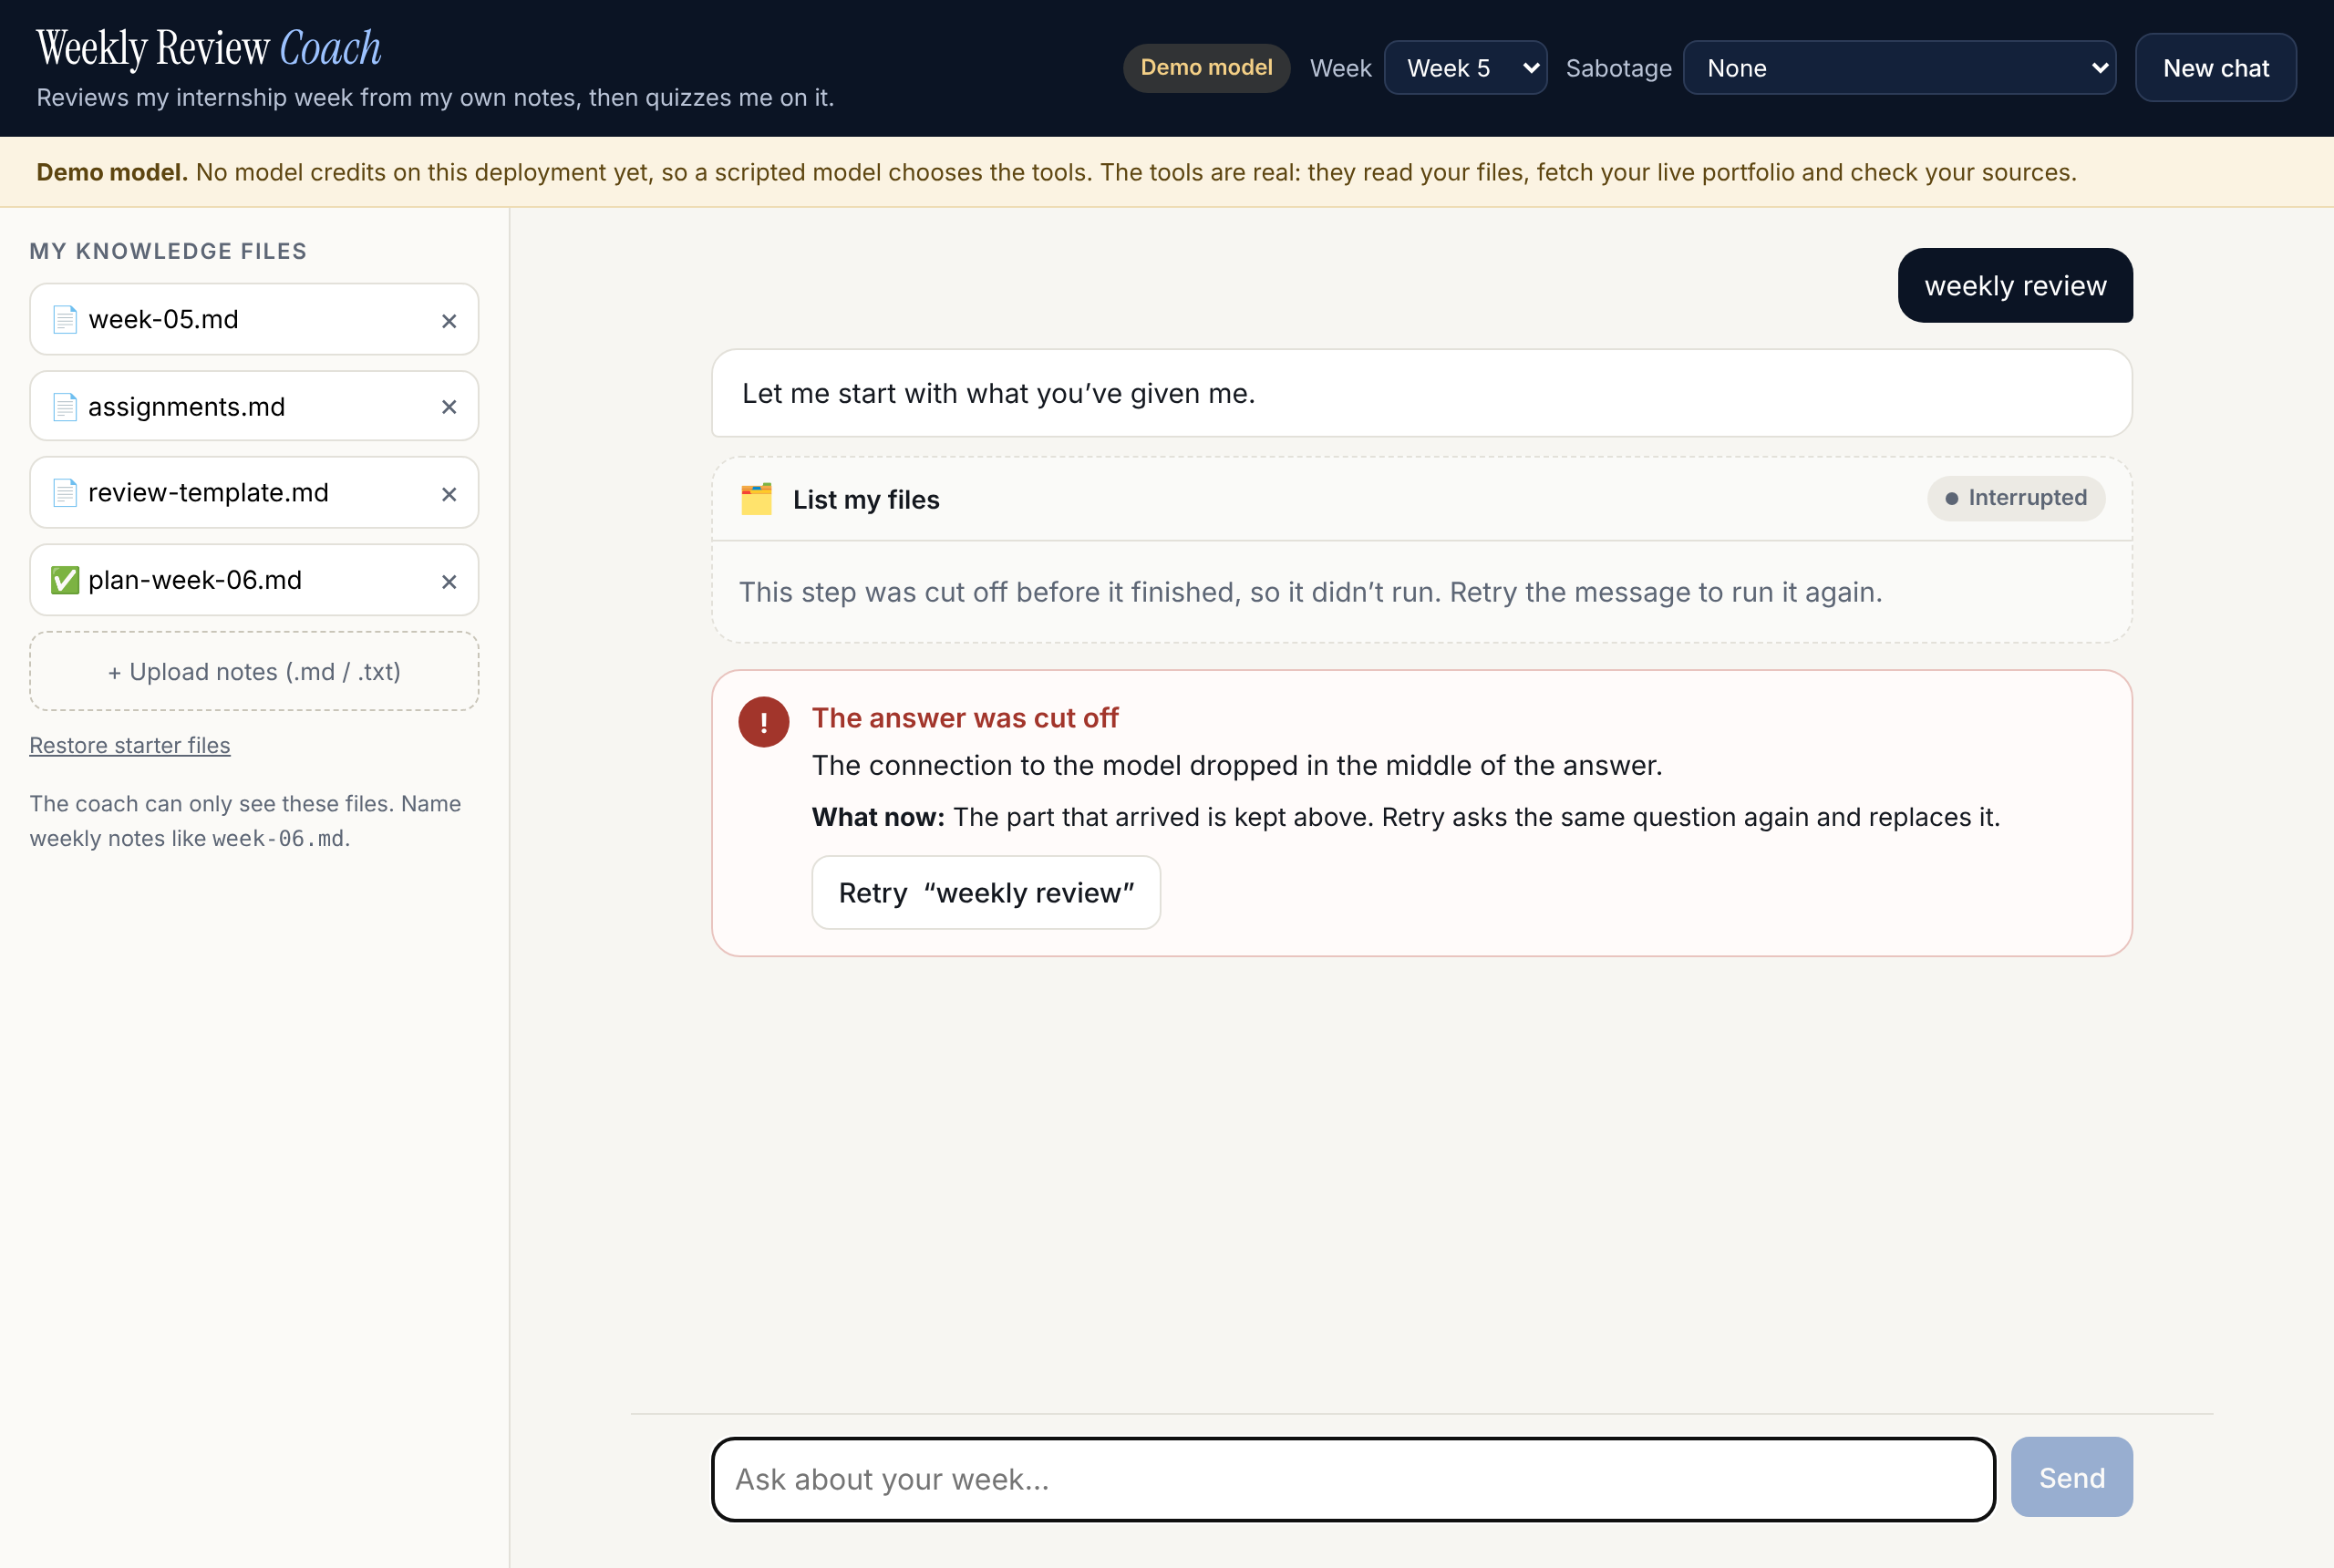 Weekly Review Coach
Reviews my internship week from my own notes, then quizzes me on it.
Demo model
Week
Week 5
Sabotage
None
New chat
Demo model. No model credits on this deployment yet, so a scripted model chooses the tools. The tools are real: they read your files, fetch your live portfolio and check your sources.
MY KNOWLEDGE FILES
week-05.md
assignments.md
review-template.md
plan-week-06.md
+ Upload notes (.md / .txt)
Restore starter files
The coach can only see these files. Name
weekly notes like week-06.md.
weekly review
Let me start with what you’ve given me.
List my files
Interrupted
This step was cut off before it finished, so it didn’t run. Retry the message to run it again.
!
The answer was cut off
The connection to the model dropped in the middle of the answer.
What now: The part that arrived is kept above. Retry asks the same question again and replaces it.
Retry “weekly review”
Ask about your week...
Send